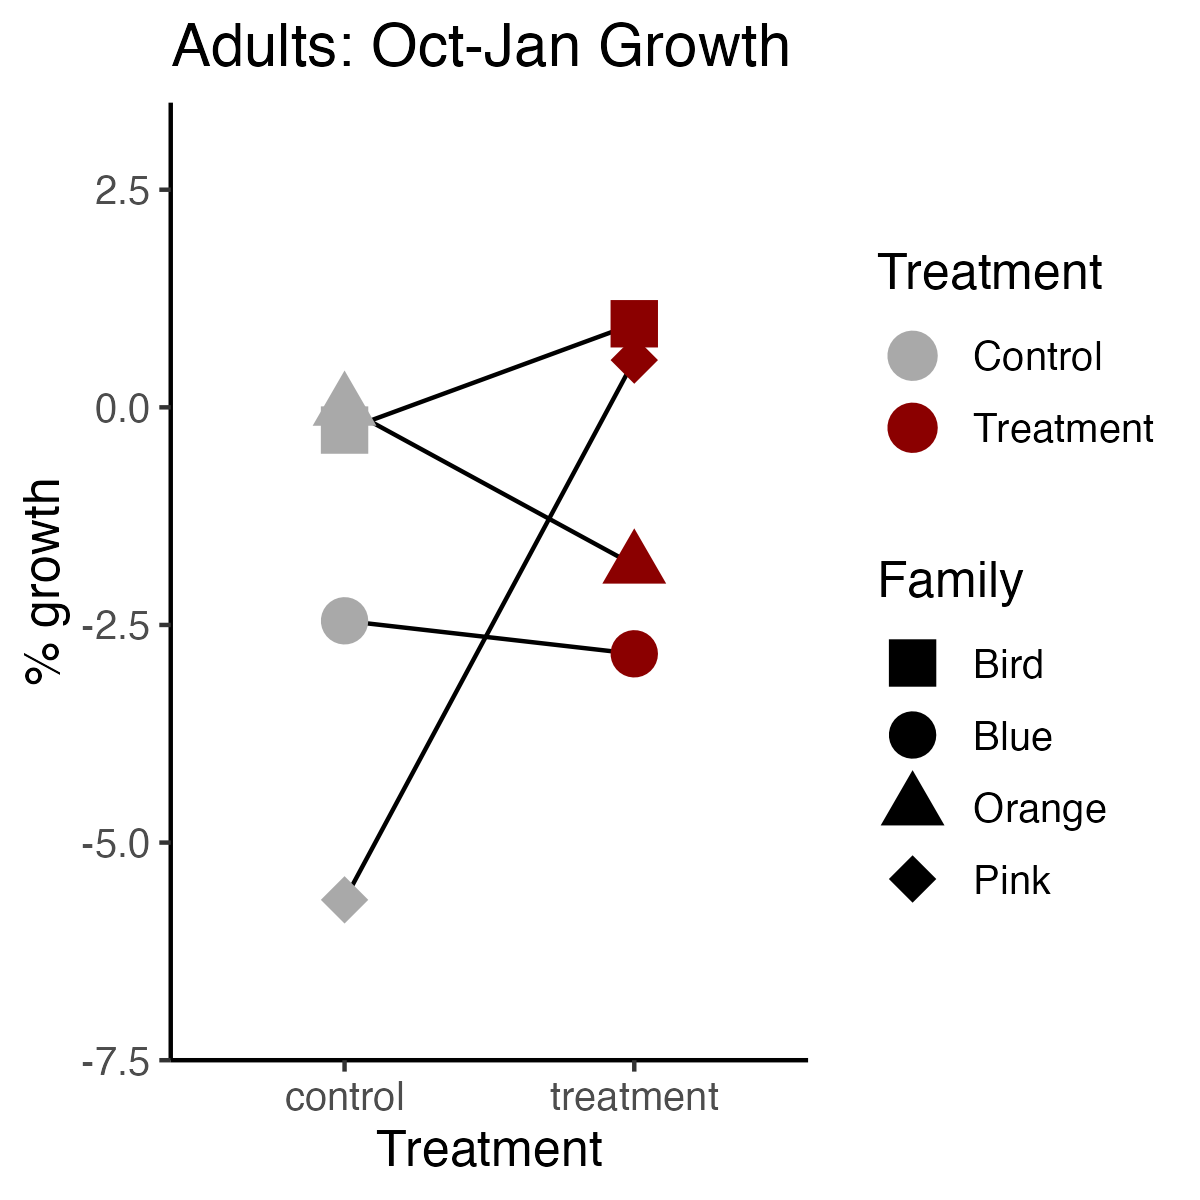 Adults: Oct-Jan Growth
% growth
2.5
0.0
-2.5
-5.0
-7.5
control
treatment
Treatment
Treatment
Control
Treatment
Family
Bird
Blue
Orange
Pink